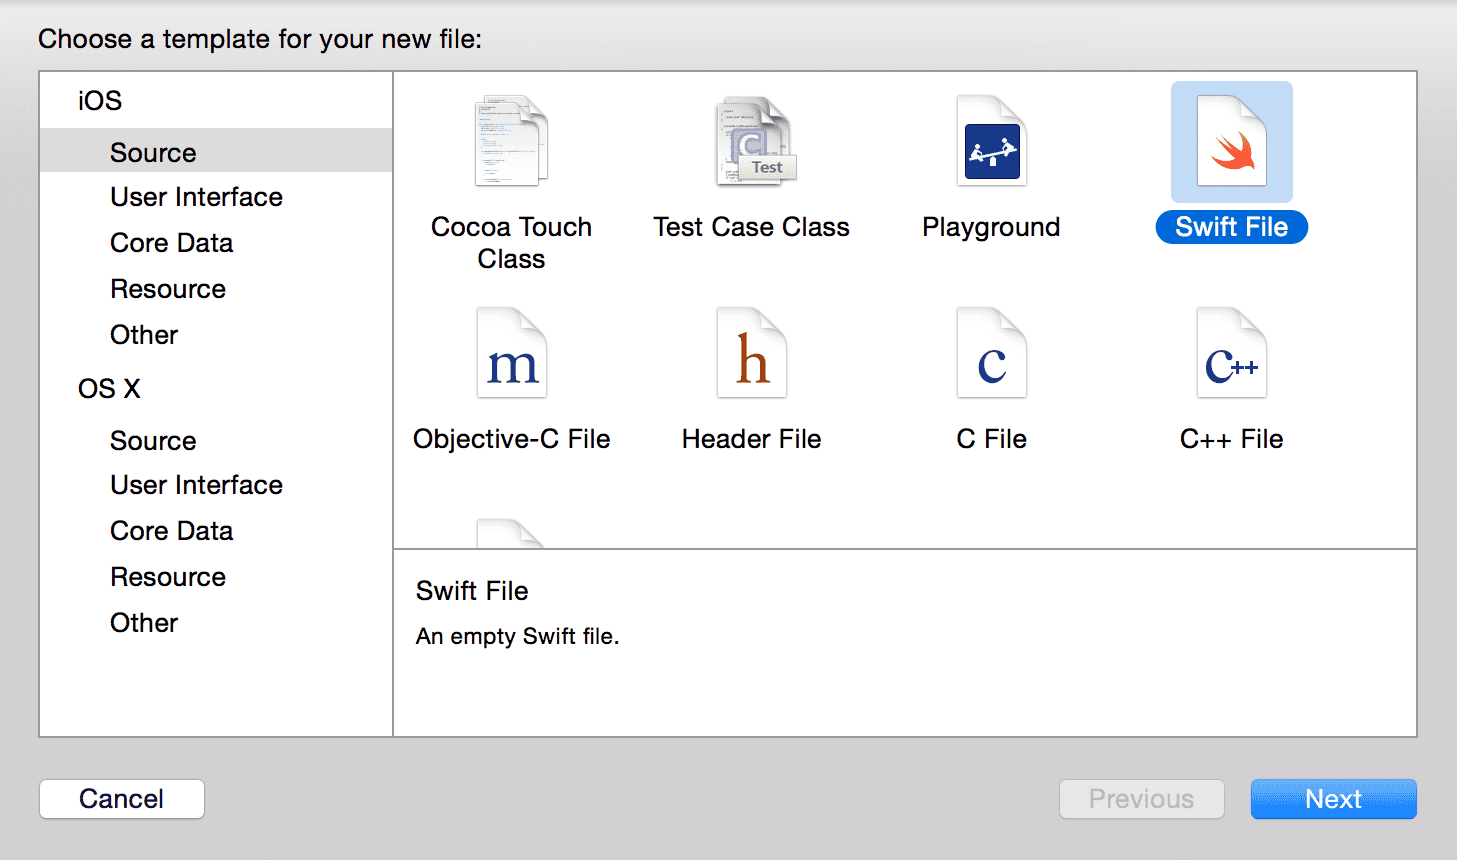 Choose a template for your new file:
iOS
Source
User Interface
Core Data
Resource
Other
OS X
Source
User Interface
Core Data
Resource
Other
C
Test
Cocoa Touch
Class
Test Case Class
Playground
Swift File
m
h
c
C++
Objective-C File
Header File
C File
C++ File
Swift File
An empty Swift file.
Cancel
Previous
Next